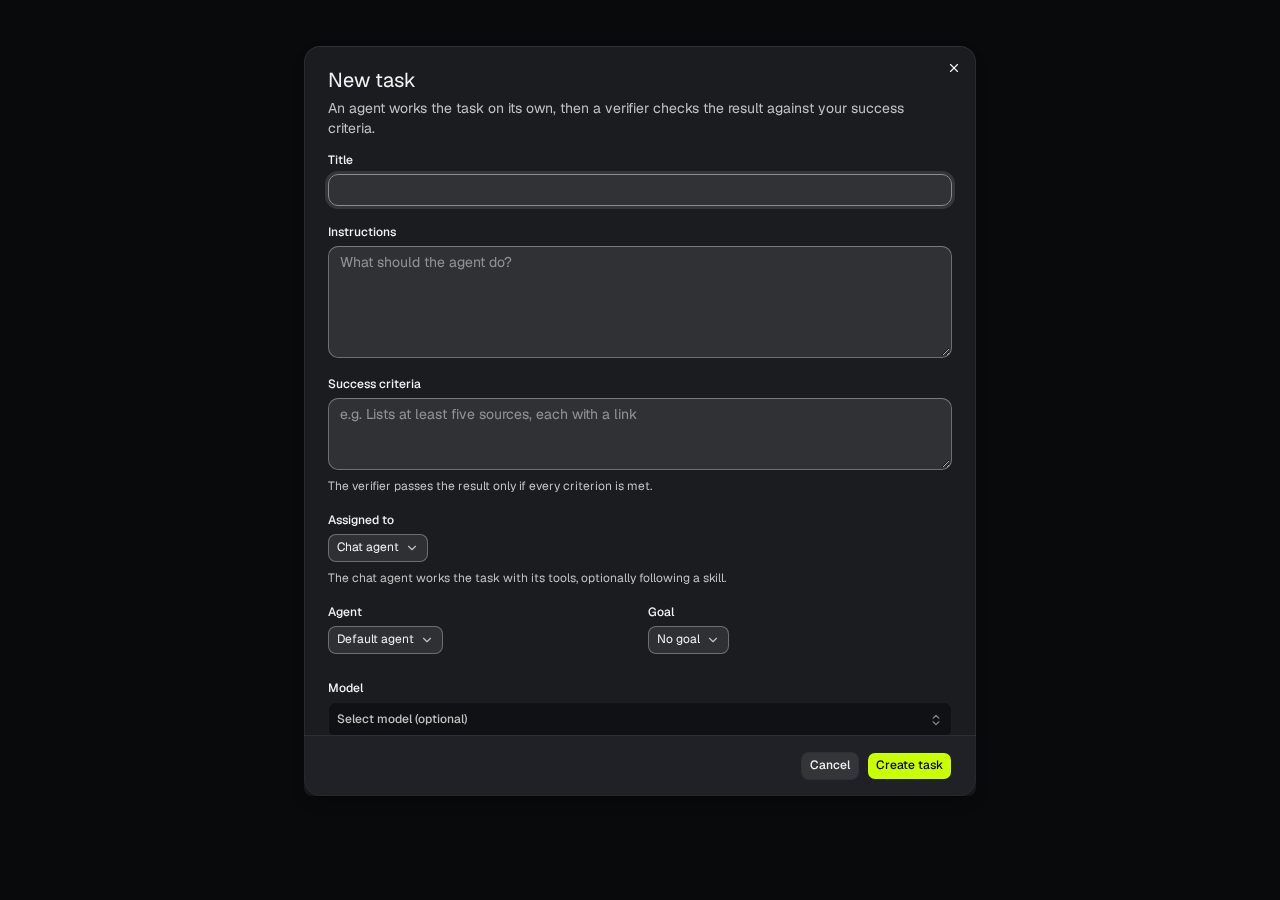 New task
An agent works the task on its own, then a verifier checks the result against your success
criteria.
Title
Instructions
What should the agent do?
Success criteria
e.g. Lists at least five sources, each with a link
The verifier passes the result only if every criterion is met.
Assigned to
Chat agent
The chat agent works the task with its tools, optionally following a skill.
Agent
Goal
Default agent
No goal
Model
Select model (optional)
Cancel
Create task